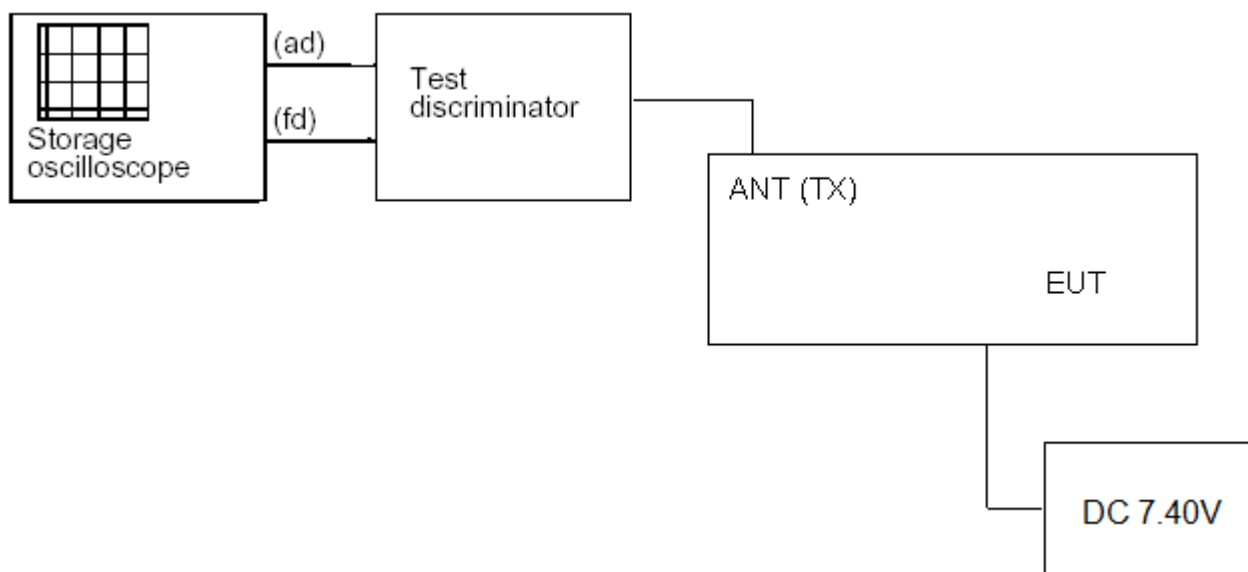 (ad)
(fd)
Storage
oscilloscope
Test
discriminator
ANT (TX)
EUT
DC 7.40V